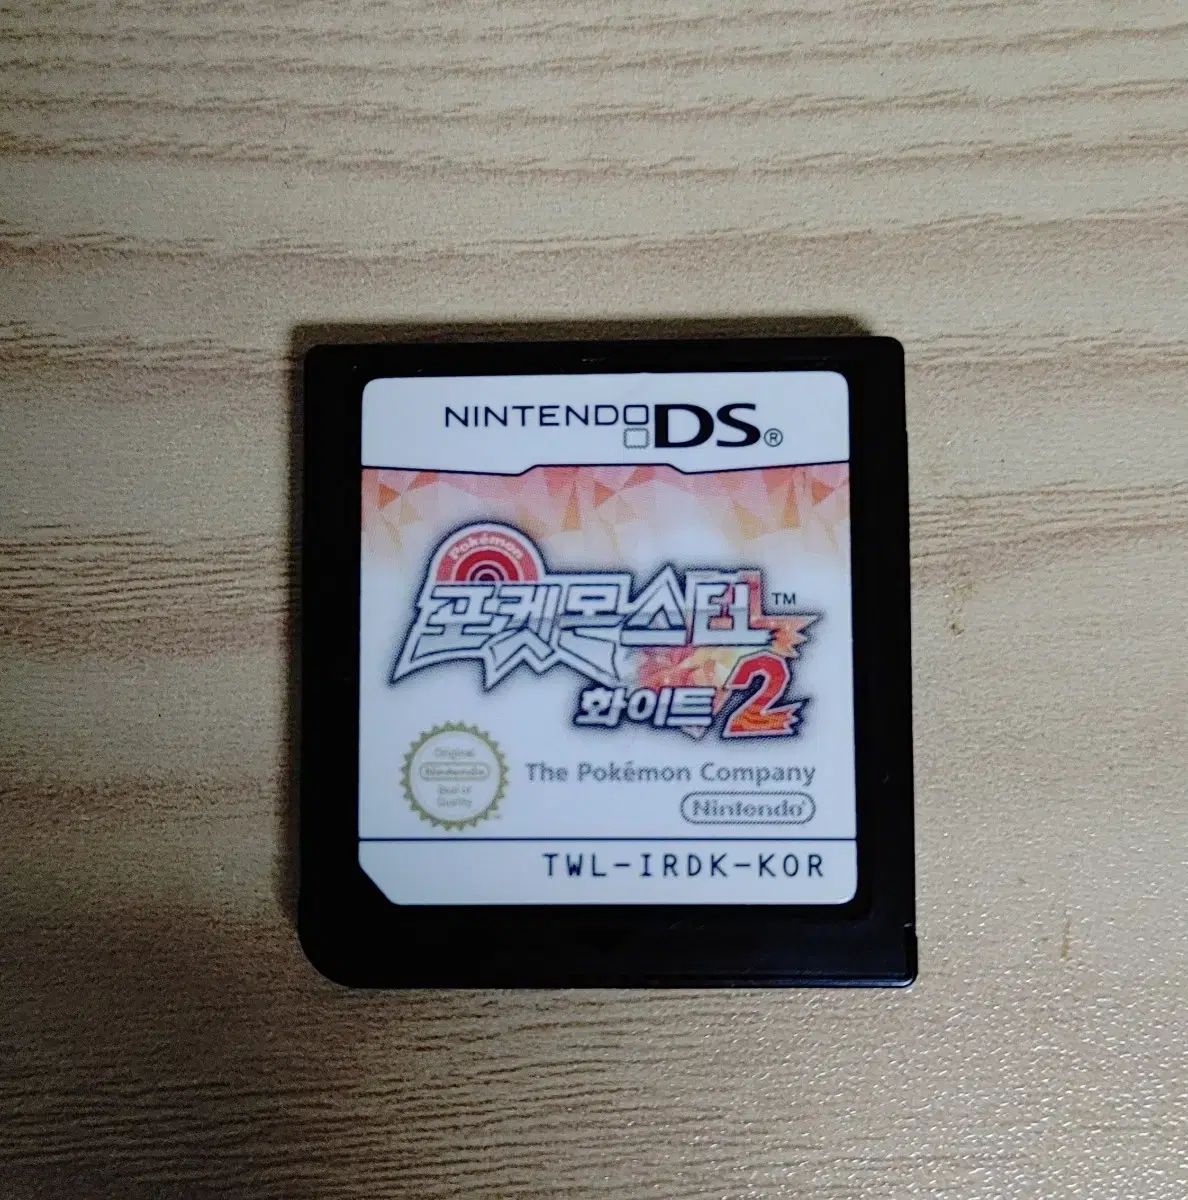 NINTENDO DS®
Pokémon
포켓몬스터™
화이트2
Original
Nintendo
Seal of
Quality
™
The Pokémon Company
Nintendo®
TWL-IRDK-KOR